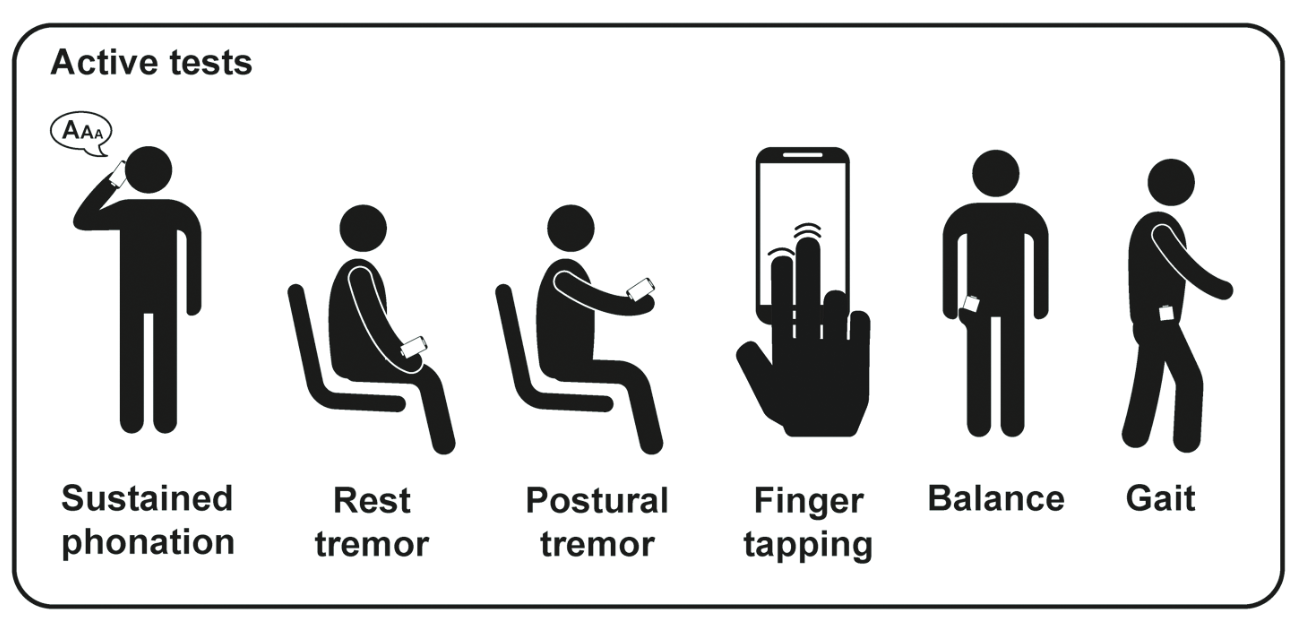 Active tests
AAA
Sustained
phonation
Rest
tremor
Postural
tremor
Finger
tapping
Balance
Gait